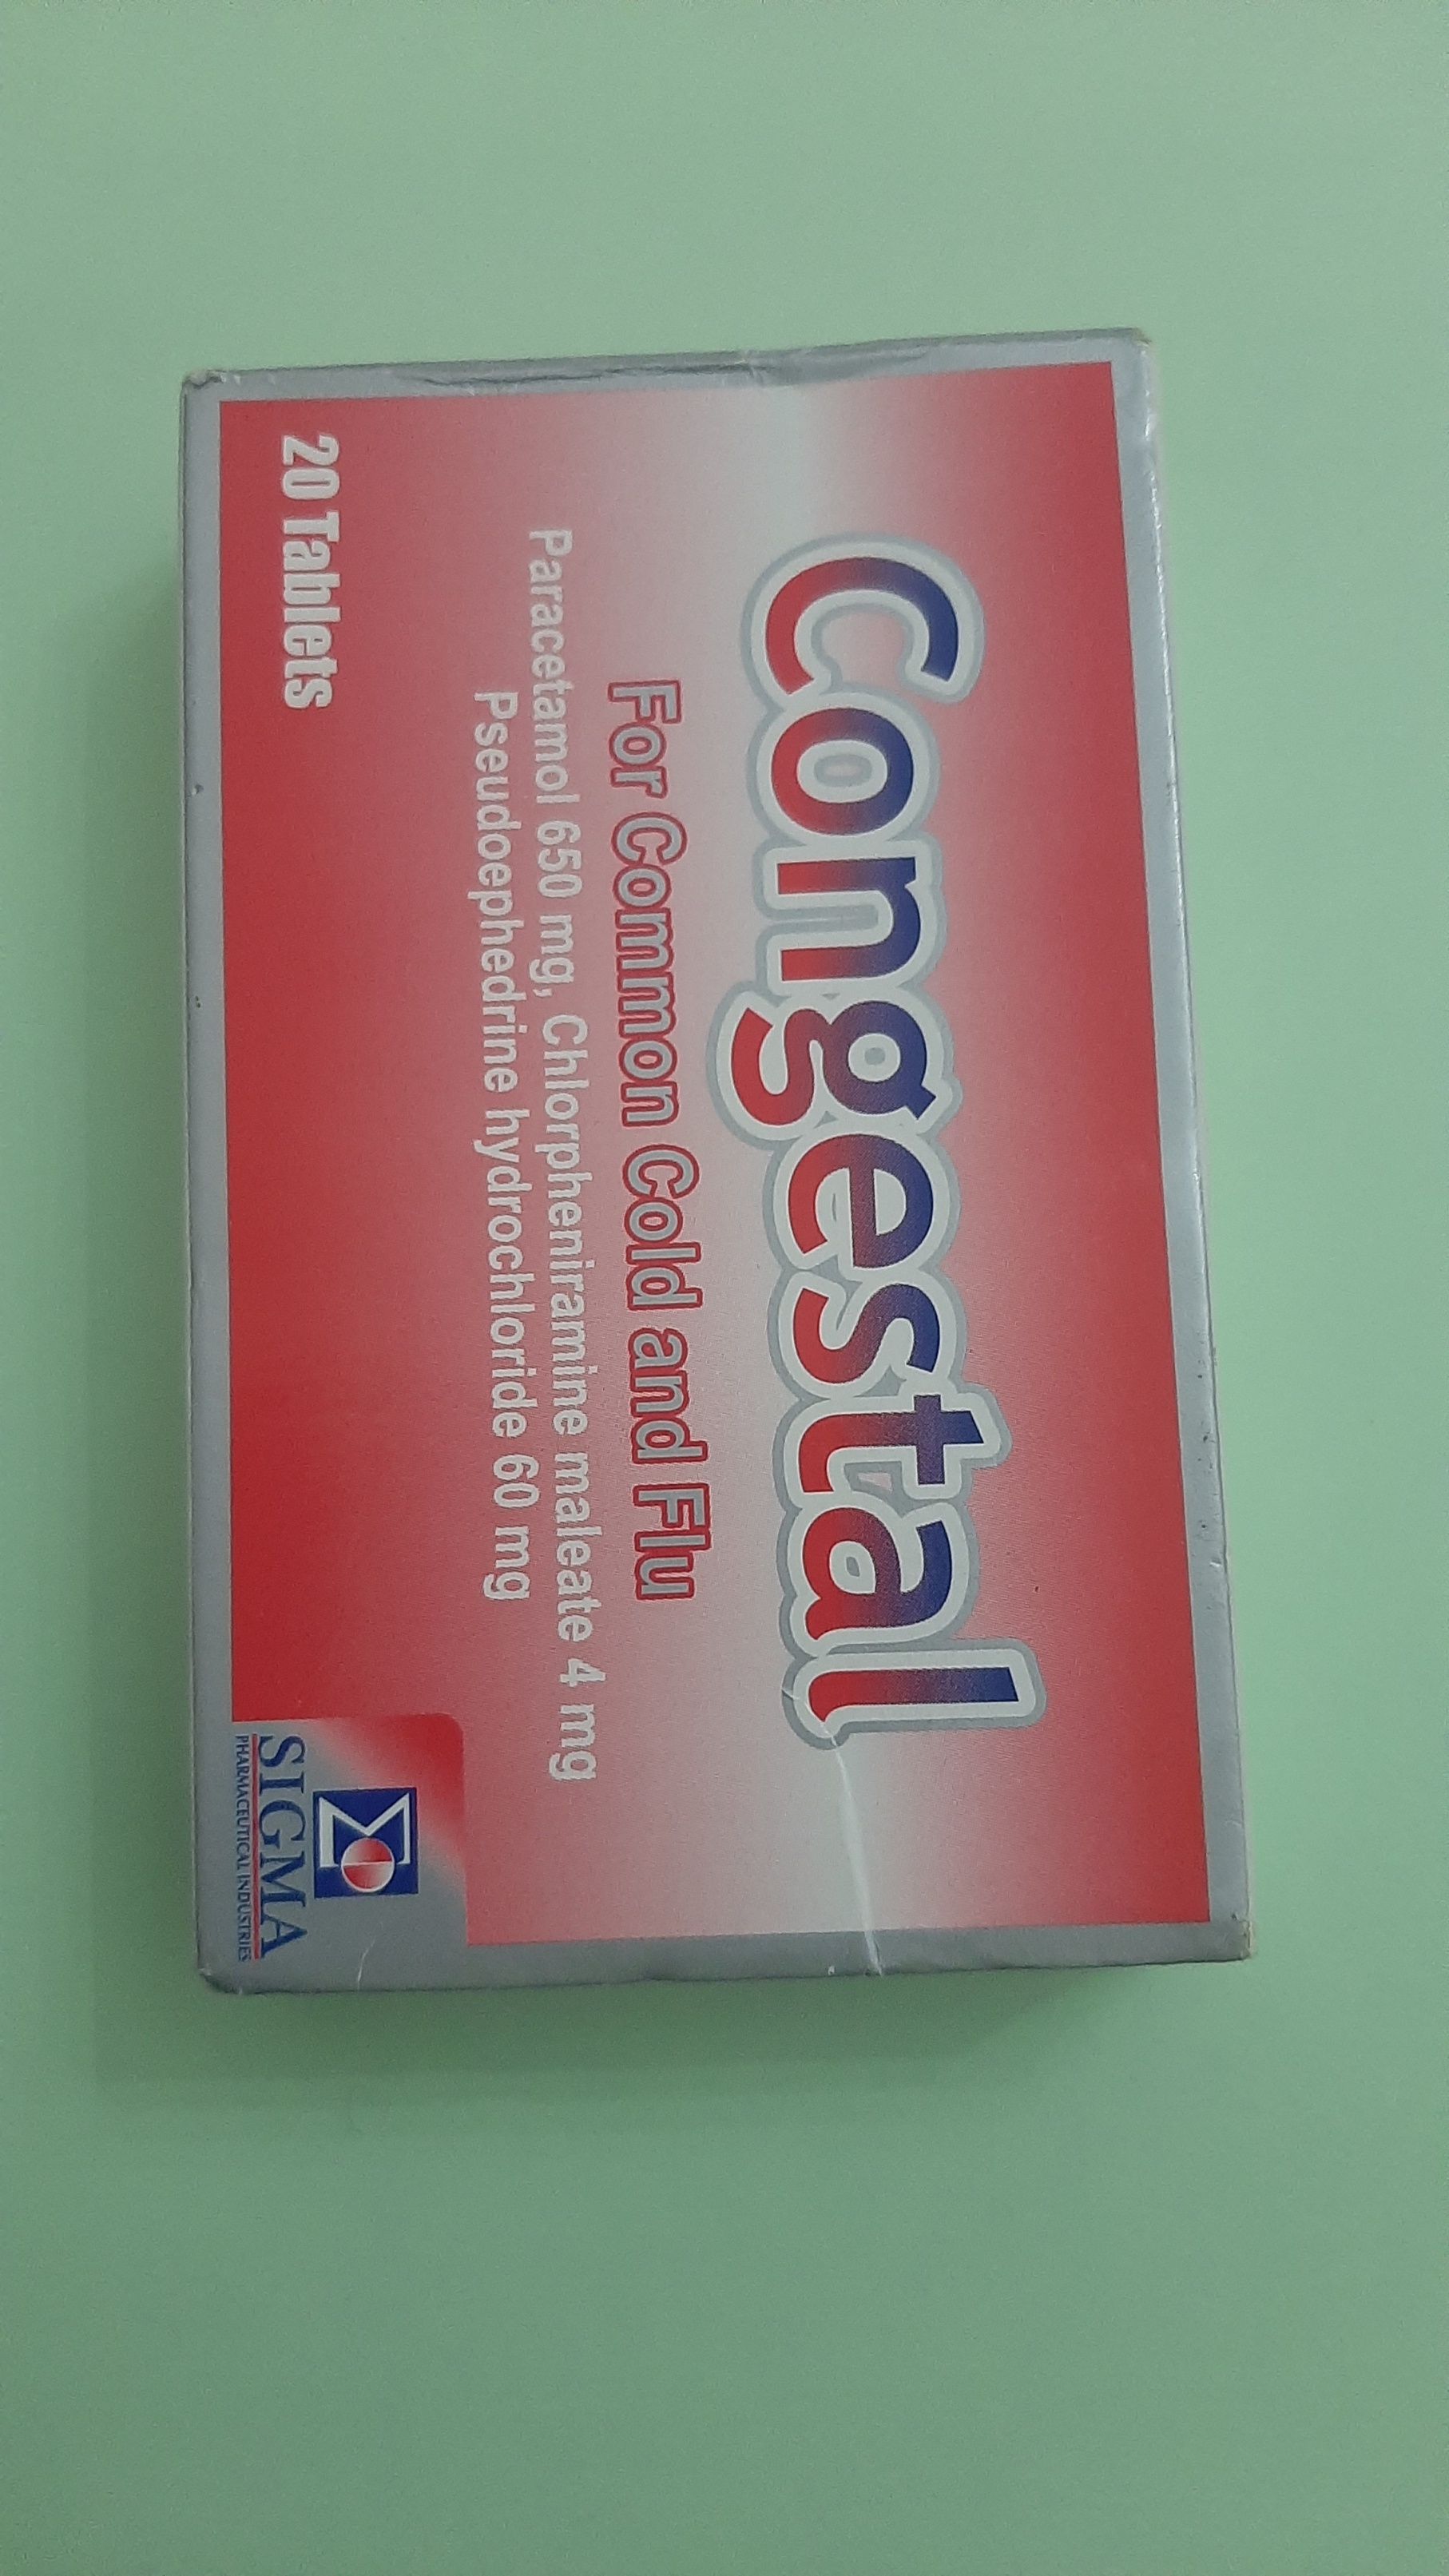 Congestal
For Common Cold and Flu
Paracetamol 650 mg, Chlorpheniramine maleate 4 mg
Pseudoephedrine hydrochloride 60 mg
20 Tablets
SIGMA
PHARMACEUTICAL INDUSTRIES